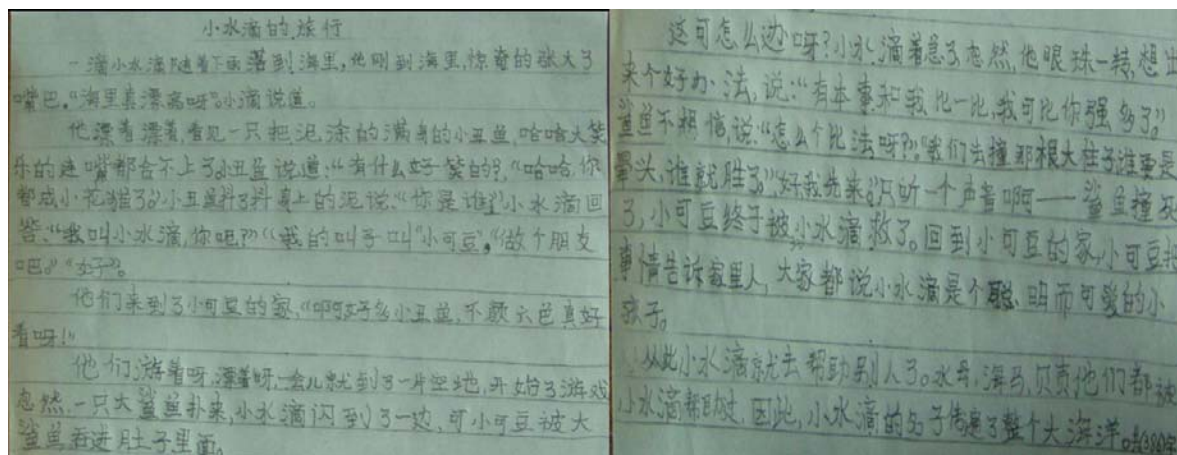 小水滴的旅行
一滴小水滴随着下雨落到海里,他刚到海里,惊奇的张大了
嘴巴。“海里真漂亮呀”小滴说道。
他漂着漂着,看见一只把泥涂的满身的小丑鱼,哈哈大笑
乐的连嘴都合不上了。小丑鱼说道:“有什么好笑的?”“哈哈,你
都成小花猫了”小丑鱼抖了抖身上的泥说:“你是谁?”小水滴回
答:“我叫小水滴,你呢?”“我的叫子叫“小可豆”。“做个朋友
吧。”“好”。
他们来到了小可豆的家,“啊好多小丑鱼,不颜六色真好
看呀!”
他们游着呀,漂着呀,一会儿就到了一片空地,开始了游戏
忽然,一只大鲨鱼扑来,小水滴闪到了一边,可小可豆被大
鲨鱼吞进肚子里面。
这可怎么边呀?小水滴着急了忽然,他眼珠一转,想出
来个好办法,说:“有本事和我比一比,我可比你强多了”。
鲨鱼不相信,说:“怎么个比法呀?”“我们去撞那根大柱子谁要是
晕头,谁就胜了。”“好我先来。”只听一个声音啊——鲨鱼撞死
了,小可豆终于被小水滴救了。回到小可豆的家,小可豆把
事情告诉家里人,大家都说小水滴是个聪明而可爱的小
孩子。
从此小水滴就去帮助别人了。水母,海马,贝壳他们都被
小水滴帮助过,因此,小水滴的名子传遍了整个大海洋。